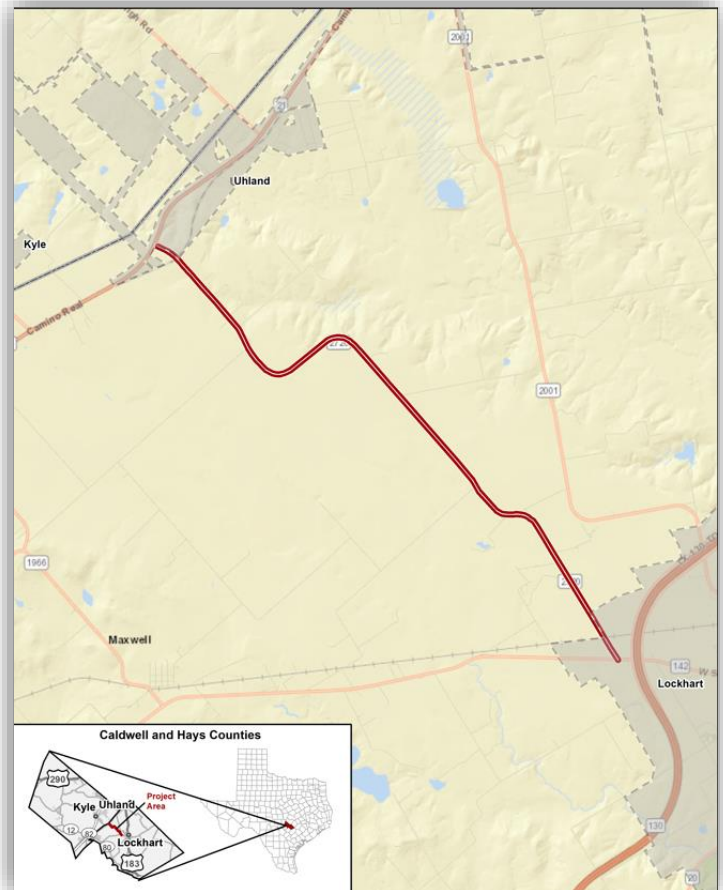 2001
21
Uhland
Kyle
Camino Real
2001
1966
Maxwell
142
Lockhart
130
20
Caldwell and Hays Counties
290
Project
Area
Kyle
Uhland
12
82
80
Lockhart
183